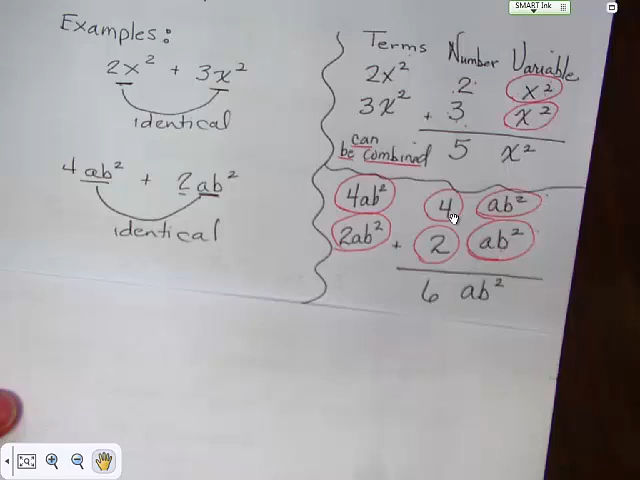 SMART Ink
Examples:
2x² + 3x²
identical
4ab² + 2ab²
identical
Terms Number Variable
2x² 2 x²
3x² + 3 x²
can be combined 5 x²
4ab² 4 ab²
2ab² + 2 ab²
6 ab²